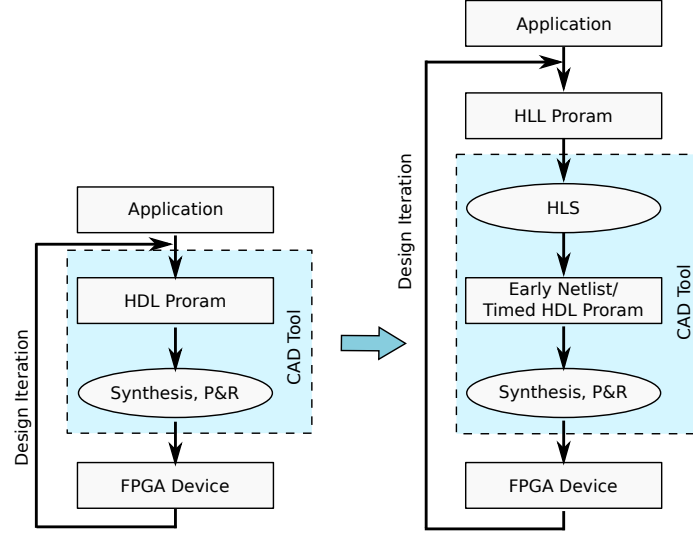 Application
HDL Proram
Synthesis, P&R
CAD Tool
FPGA Device
Design Iteration
Application
HLL Proram
HLS
Early Netlist/
Timed HDL Proram
Synthesis, P&R
CAD Tool
FPGA Device
Design Iteration